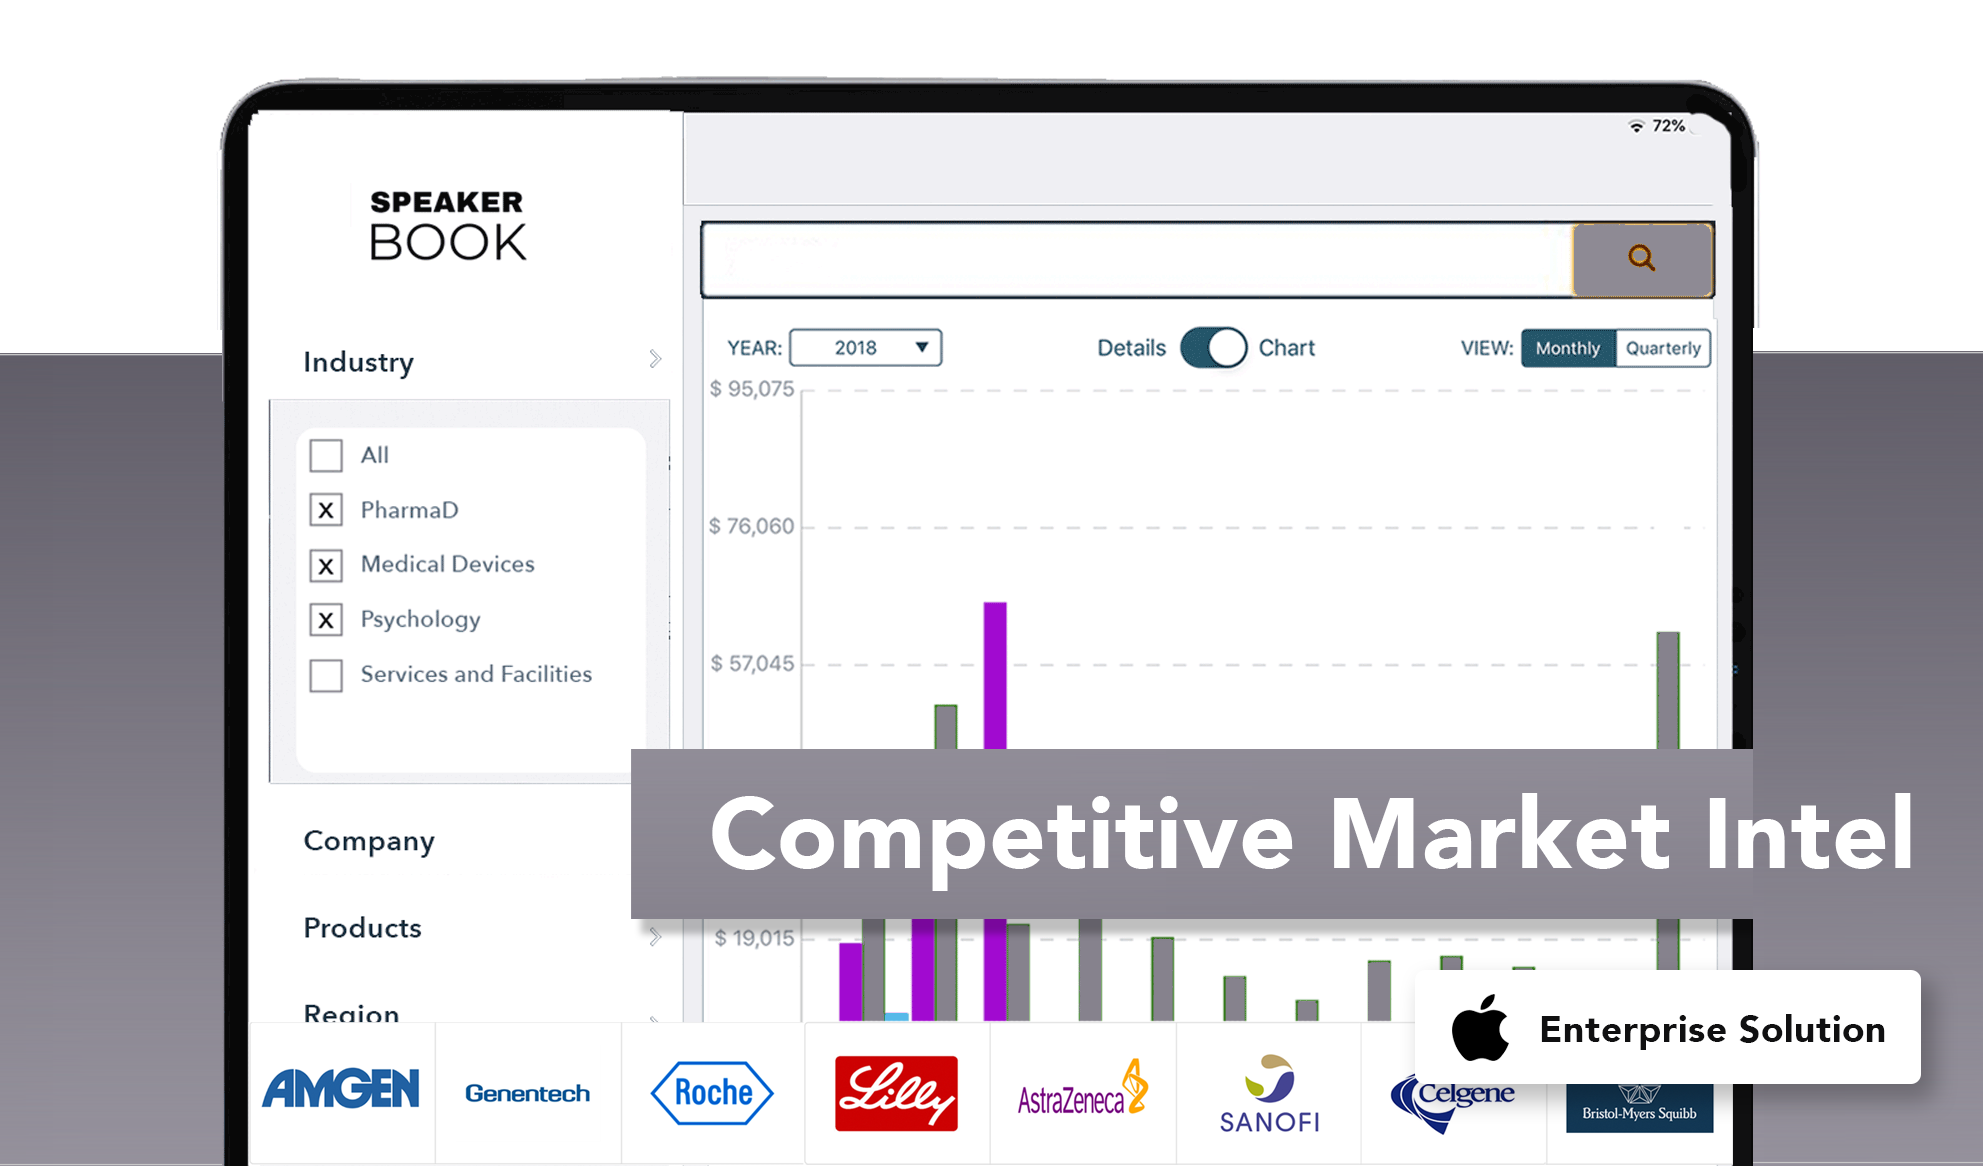 72%
SPEAKER
BOOK
Industry
All
X PharmaD
X Medical Devices
X Psychology
Services and Facilities
Company
Products
Region
YEAR: 2018 Details Chart VIEW: Monthly Quarterly
$ 95,075
$ 76,060
$ 57,045
$ 19,015
Competitive Market Intel
Enterprise Solution
AMGEN
Genentech
Roche
Lilly
AstraZeneca
SANOFI
Celgene
Bristol-Myers Squibb